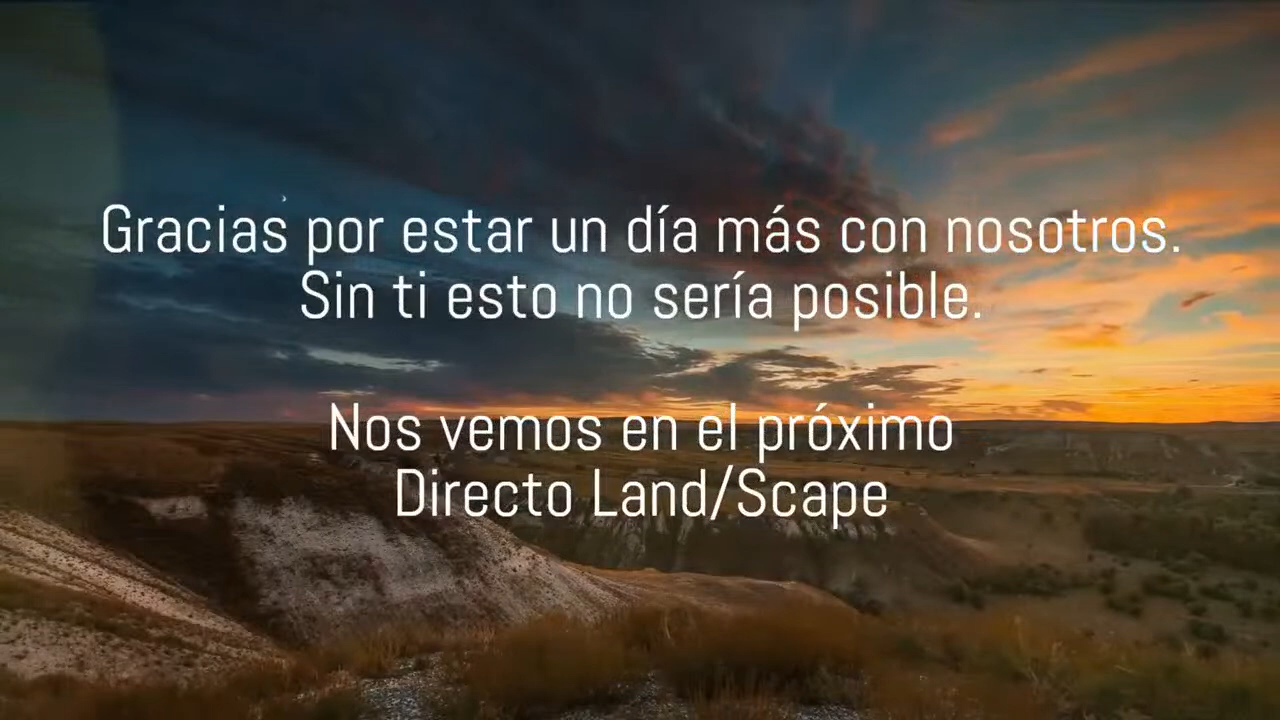 Gracias por estar un día más con nosotros.
Sin ti esto no sería posible.
Nos vemos en el próximo
Directo Land/Scape